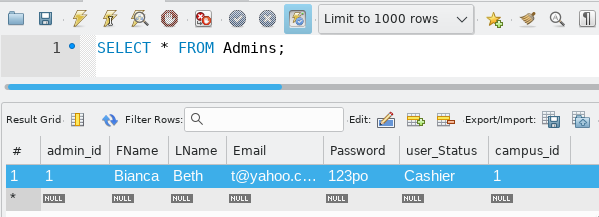 Limit to 1000 rows
1 SELECT * FROM Admins;
Result Grid Filter Rows: Edit: Export/Import:
# admin_id FName LName Email Password user_Status campus_id
1 1 Bianca Beth t@yahoo.c... 123po Cashier 1
* NULL NULL NULL NULL NULL NULL NULL